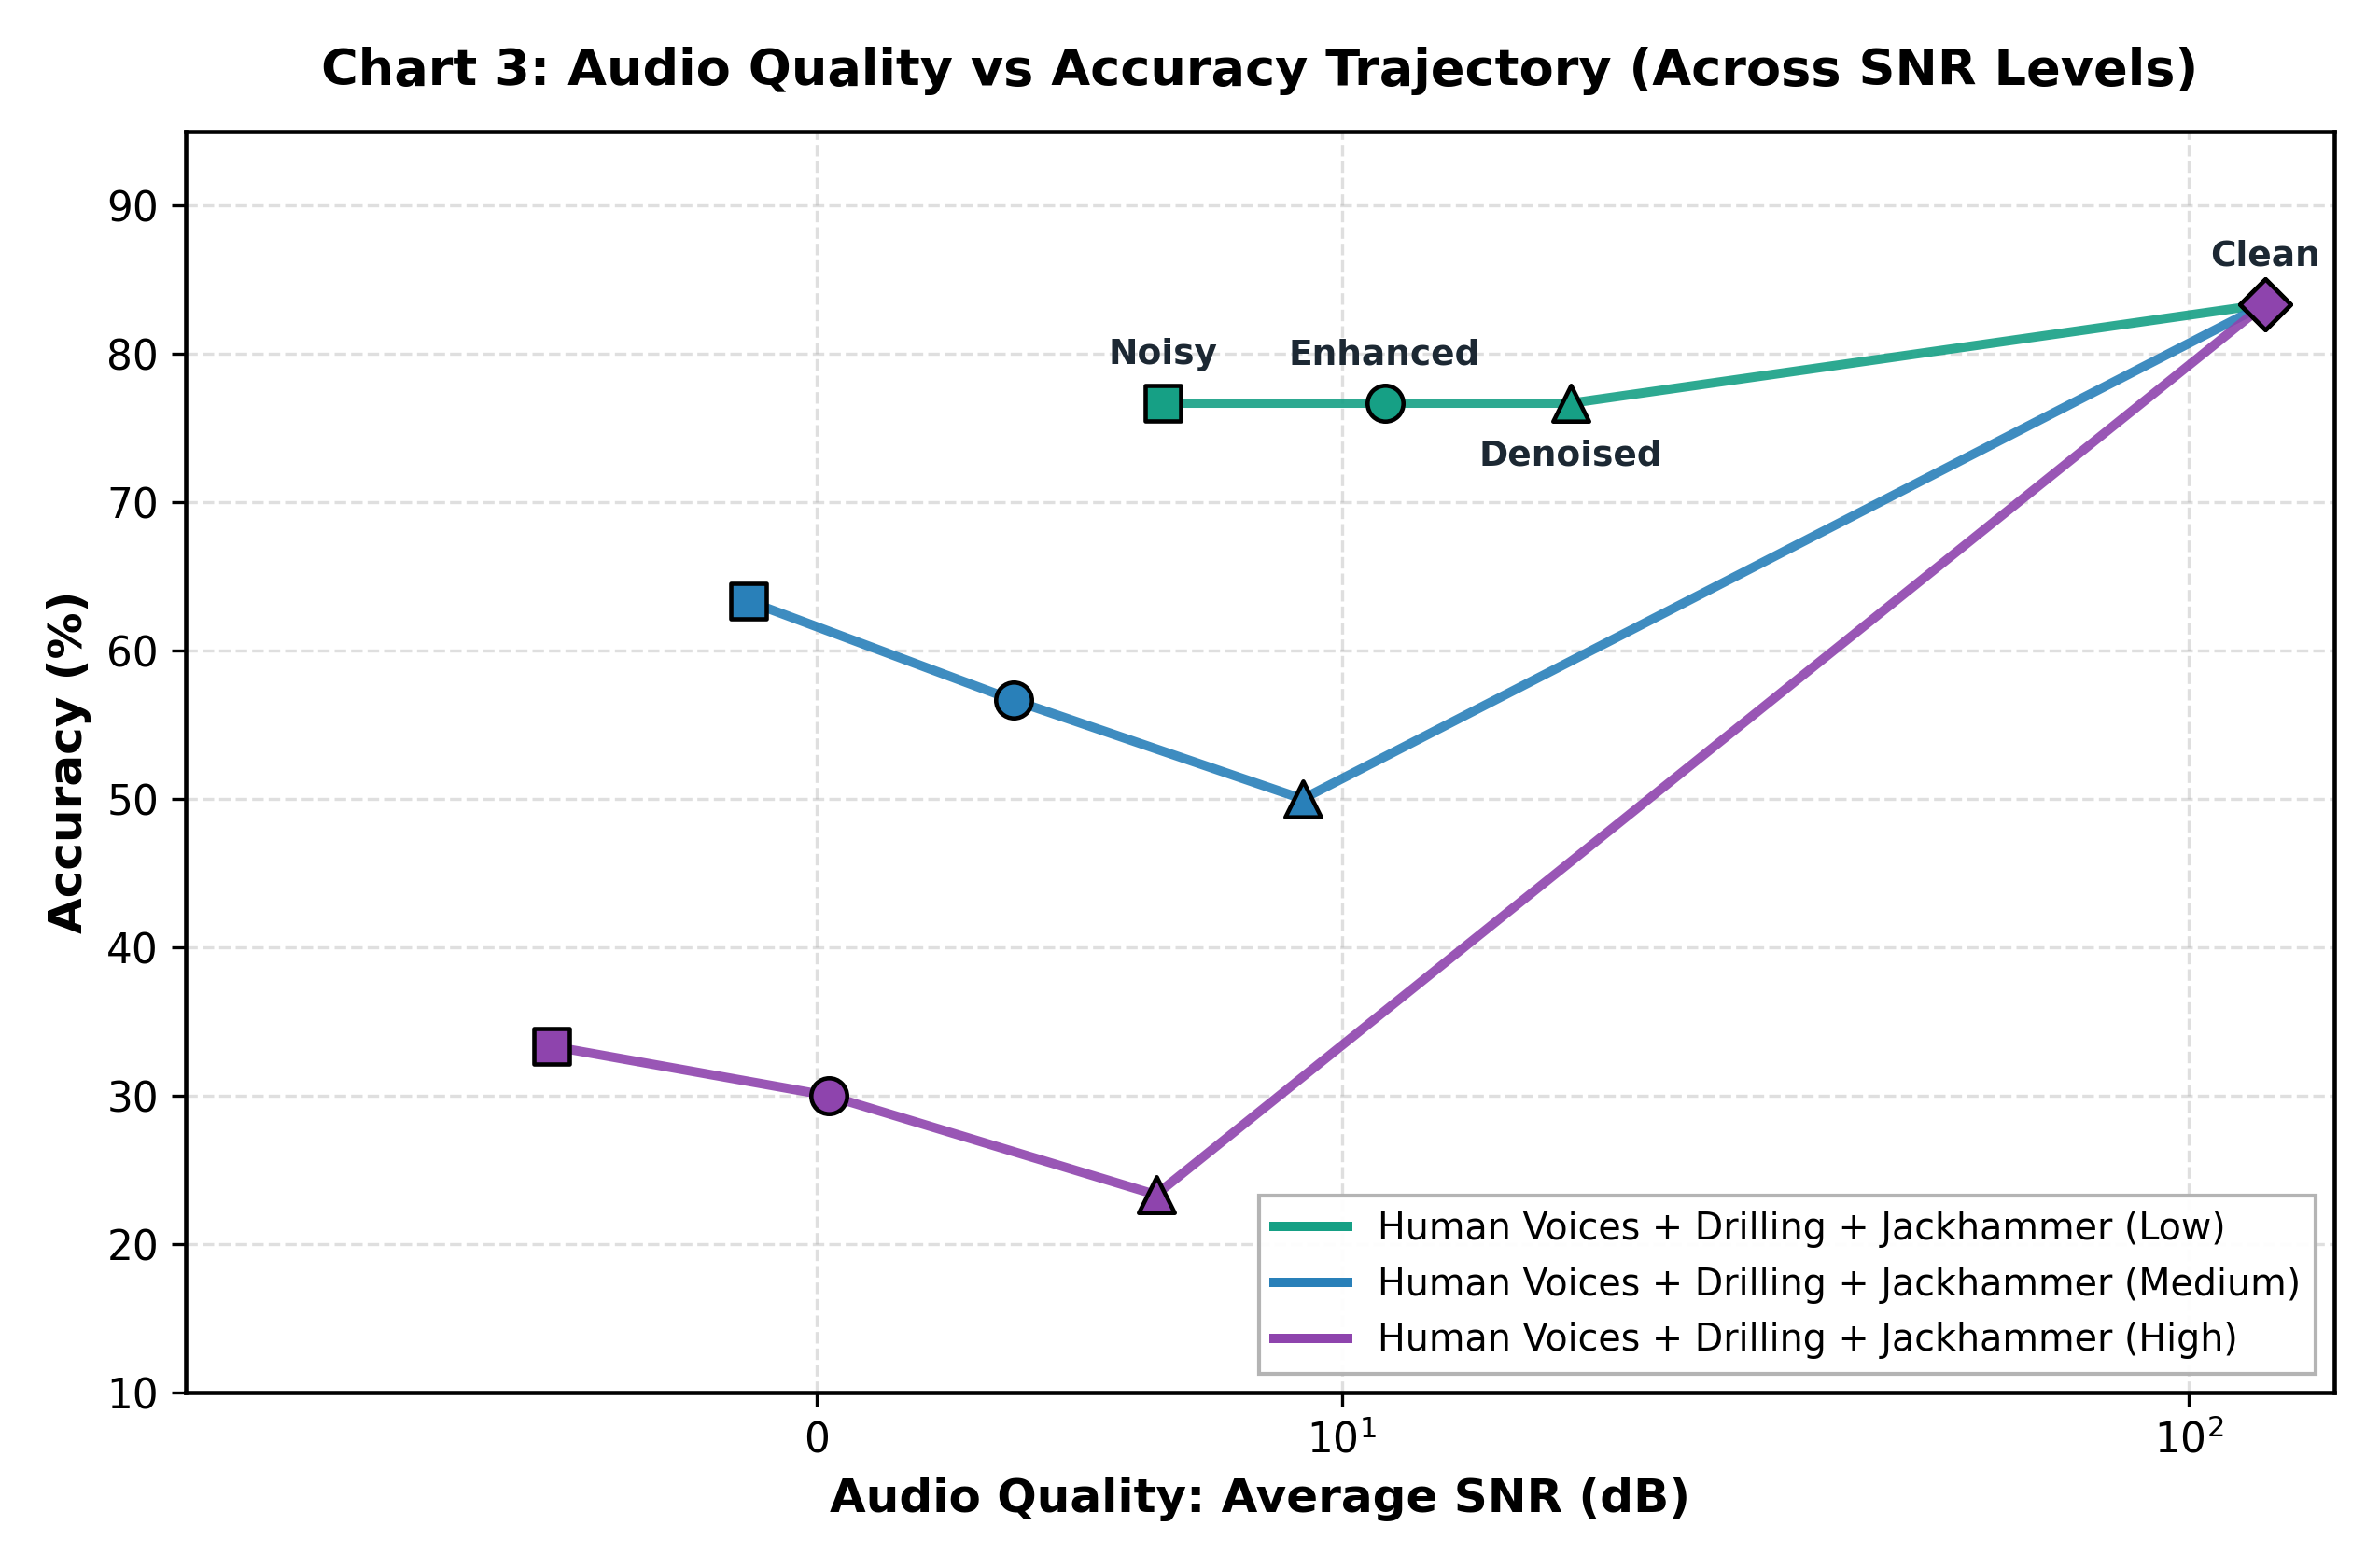 Chart 3: Audio Quality vs Accuracy Trajectory (Across SNR Levels)
Accuracy (%)
90
80
70
60
50
40
30
20
10
Clean
Noisy
Enhanced
Denoised
Human Voices + Drilling + Jackhammer (Low)
Human Voices + Drilling + Jackhammer (Medium)
Human Voices + Drilling + Jackhammer (High)
0
10¹
10²
Audio Quality: Average SNR (dB)